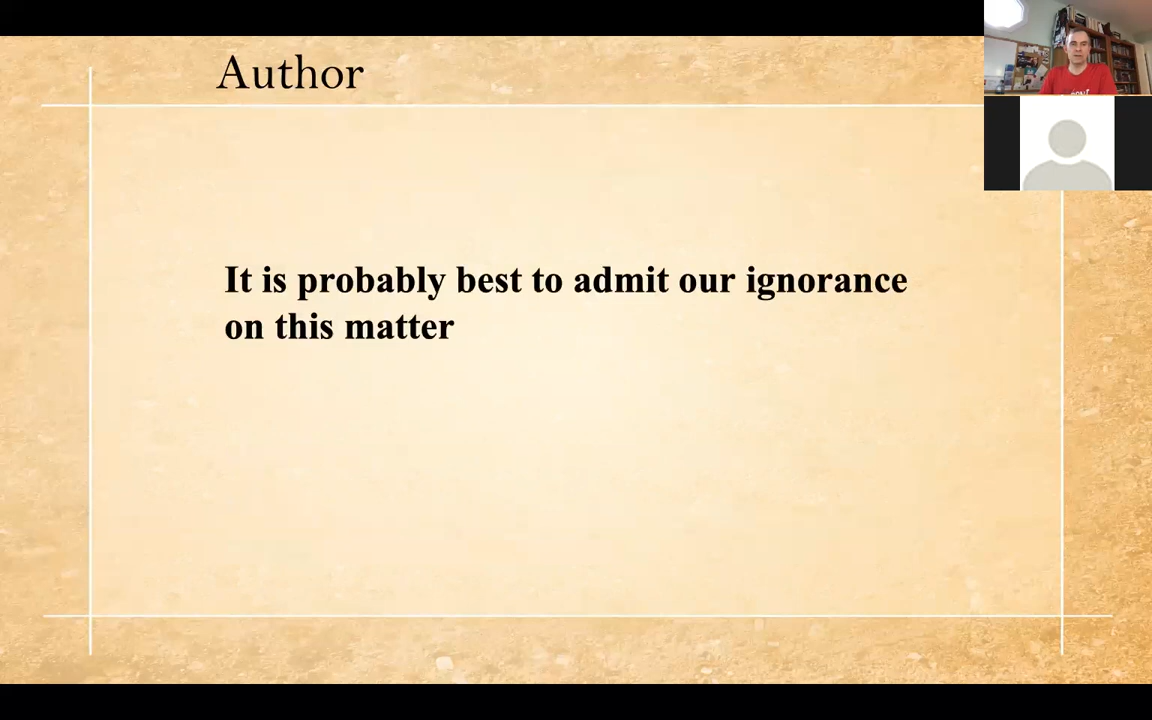 Author
It is probably best to admit our ignorance
on this matter